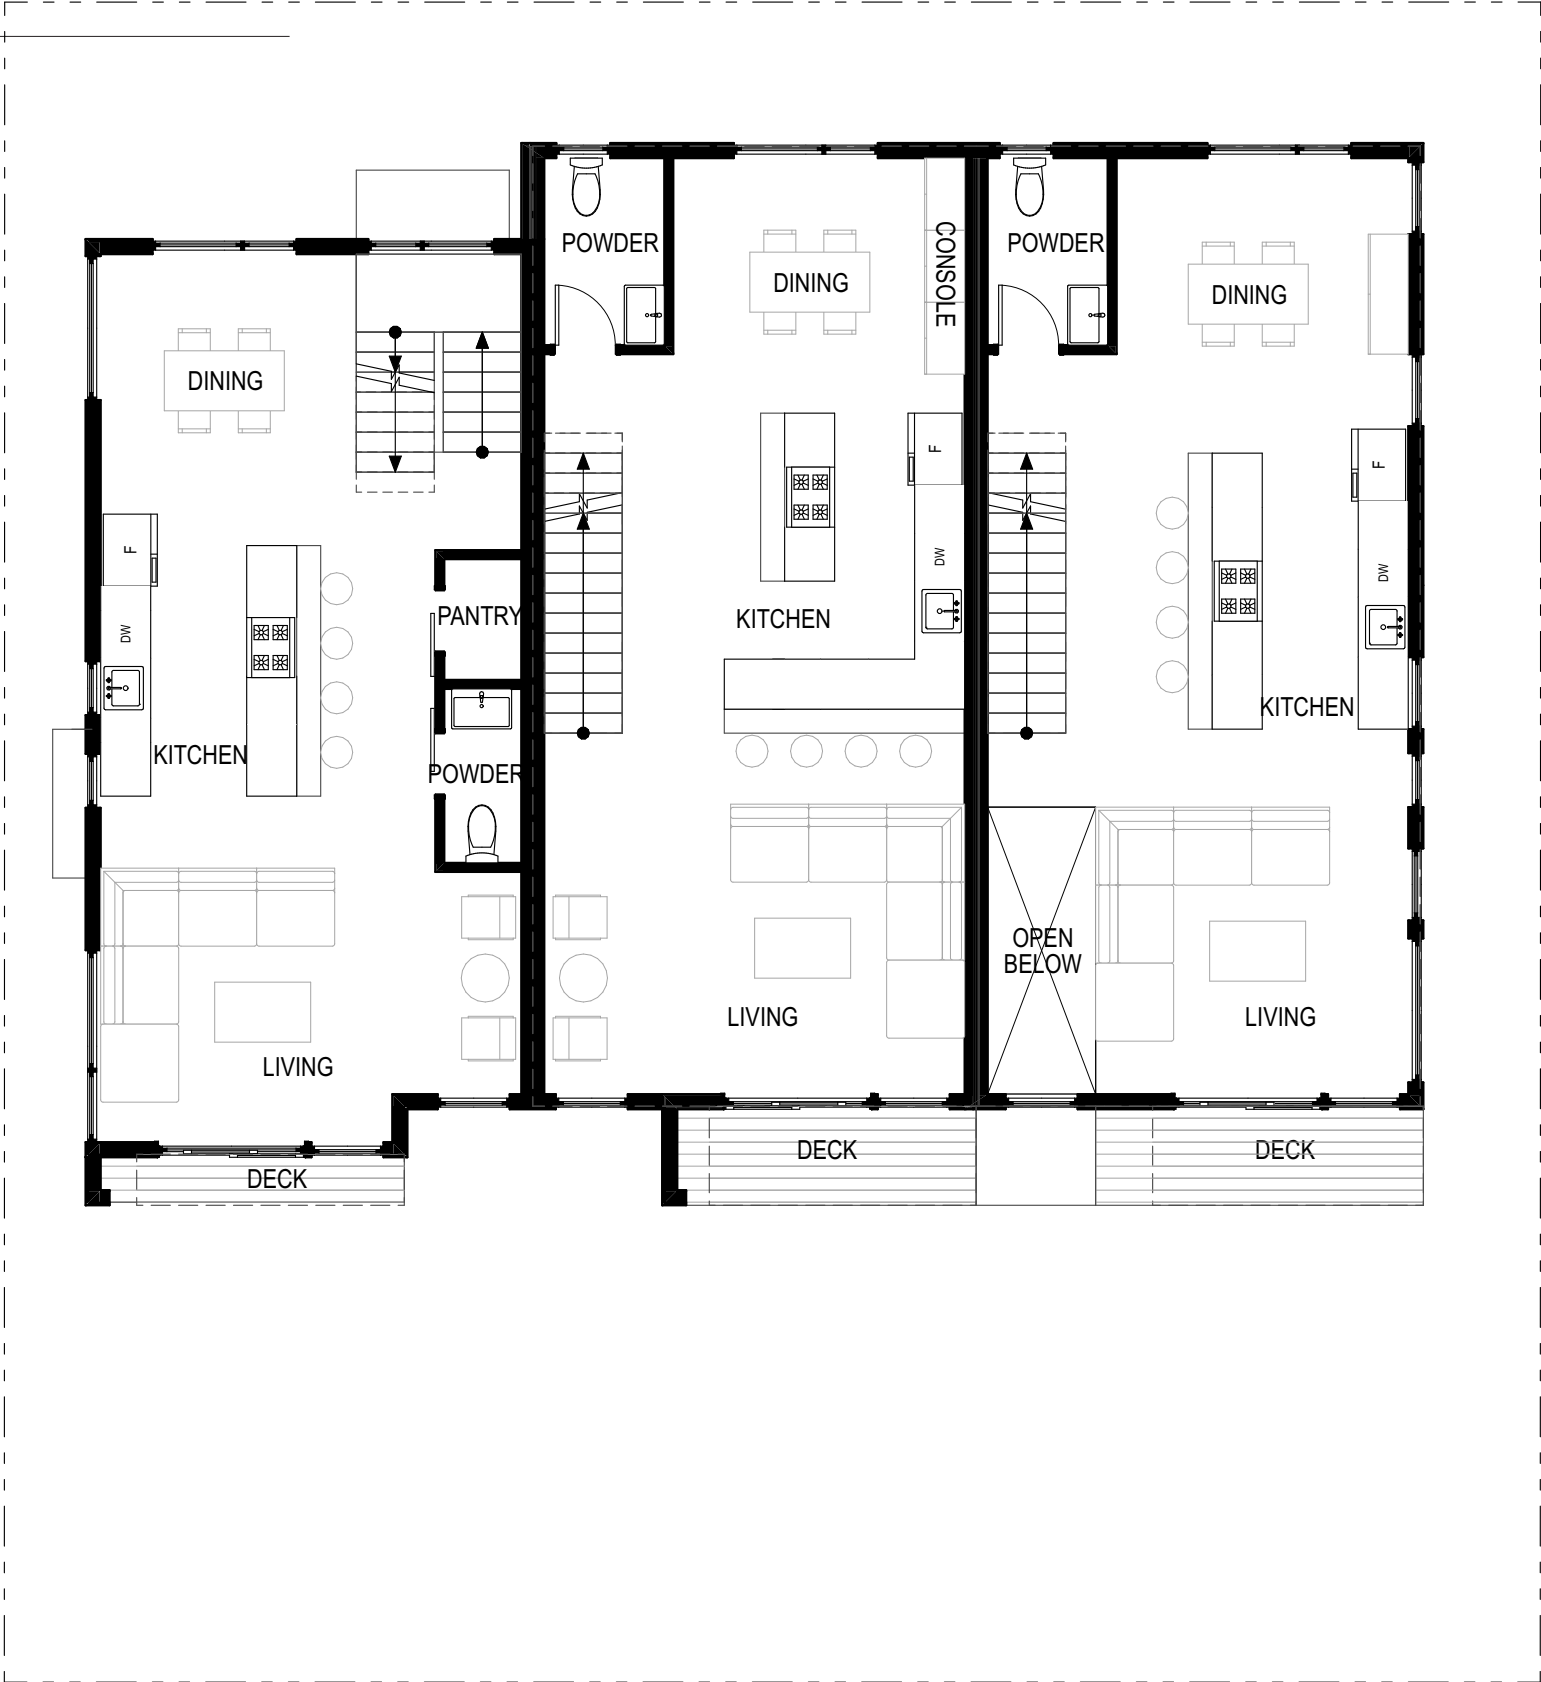 POWDER
POWDER
CONSOLE
DINING
DINING
DINING
F
F
F
DW
DW
DW
PANTRY
KITCHEN
KITCHEN
KITCHEN
POWDER
OPEN
BELOW
LIVING
LIVING
LIVING
DECK
DECK
DECK